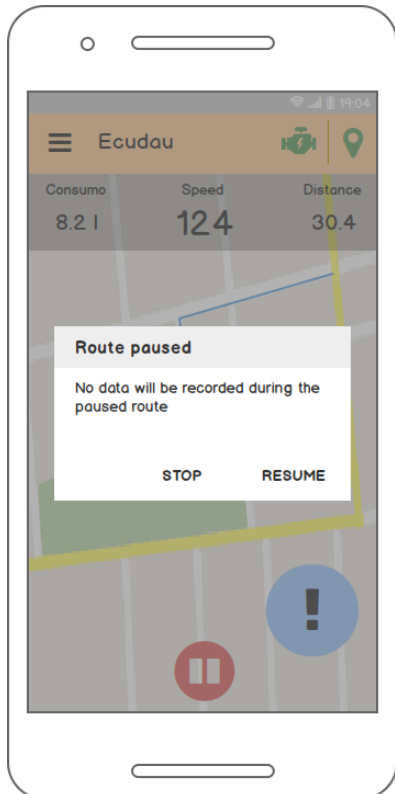 19:04
Ecudau
Consumo Speed Distance
8.2 l 124 30.4
Route paused
No data will be recorded during the
paused route
STOP RESUME
!